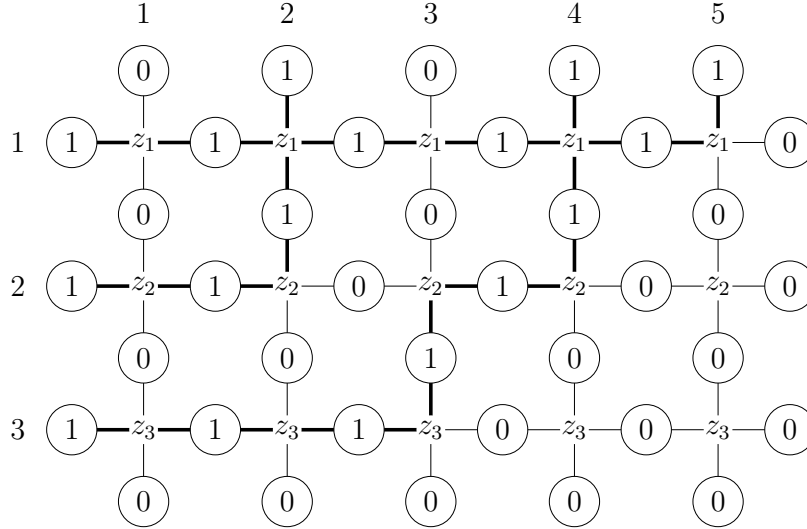 1 2 3 4 5
0 1 0 1 1
1 1 z₁ 1 z₁ 1 z₁ 1 z₁ 1 z₁ 0
0 1 0 1 0
2 1 z₂ 1 z₂ 0 z₂ 1 z₂ 0 z₂ 0
0 0 1 0 0
3 1 z₃ 1 z₃ 1 z₃ 0 z₃ 0 z₃ 0
0 0 0 0 0